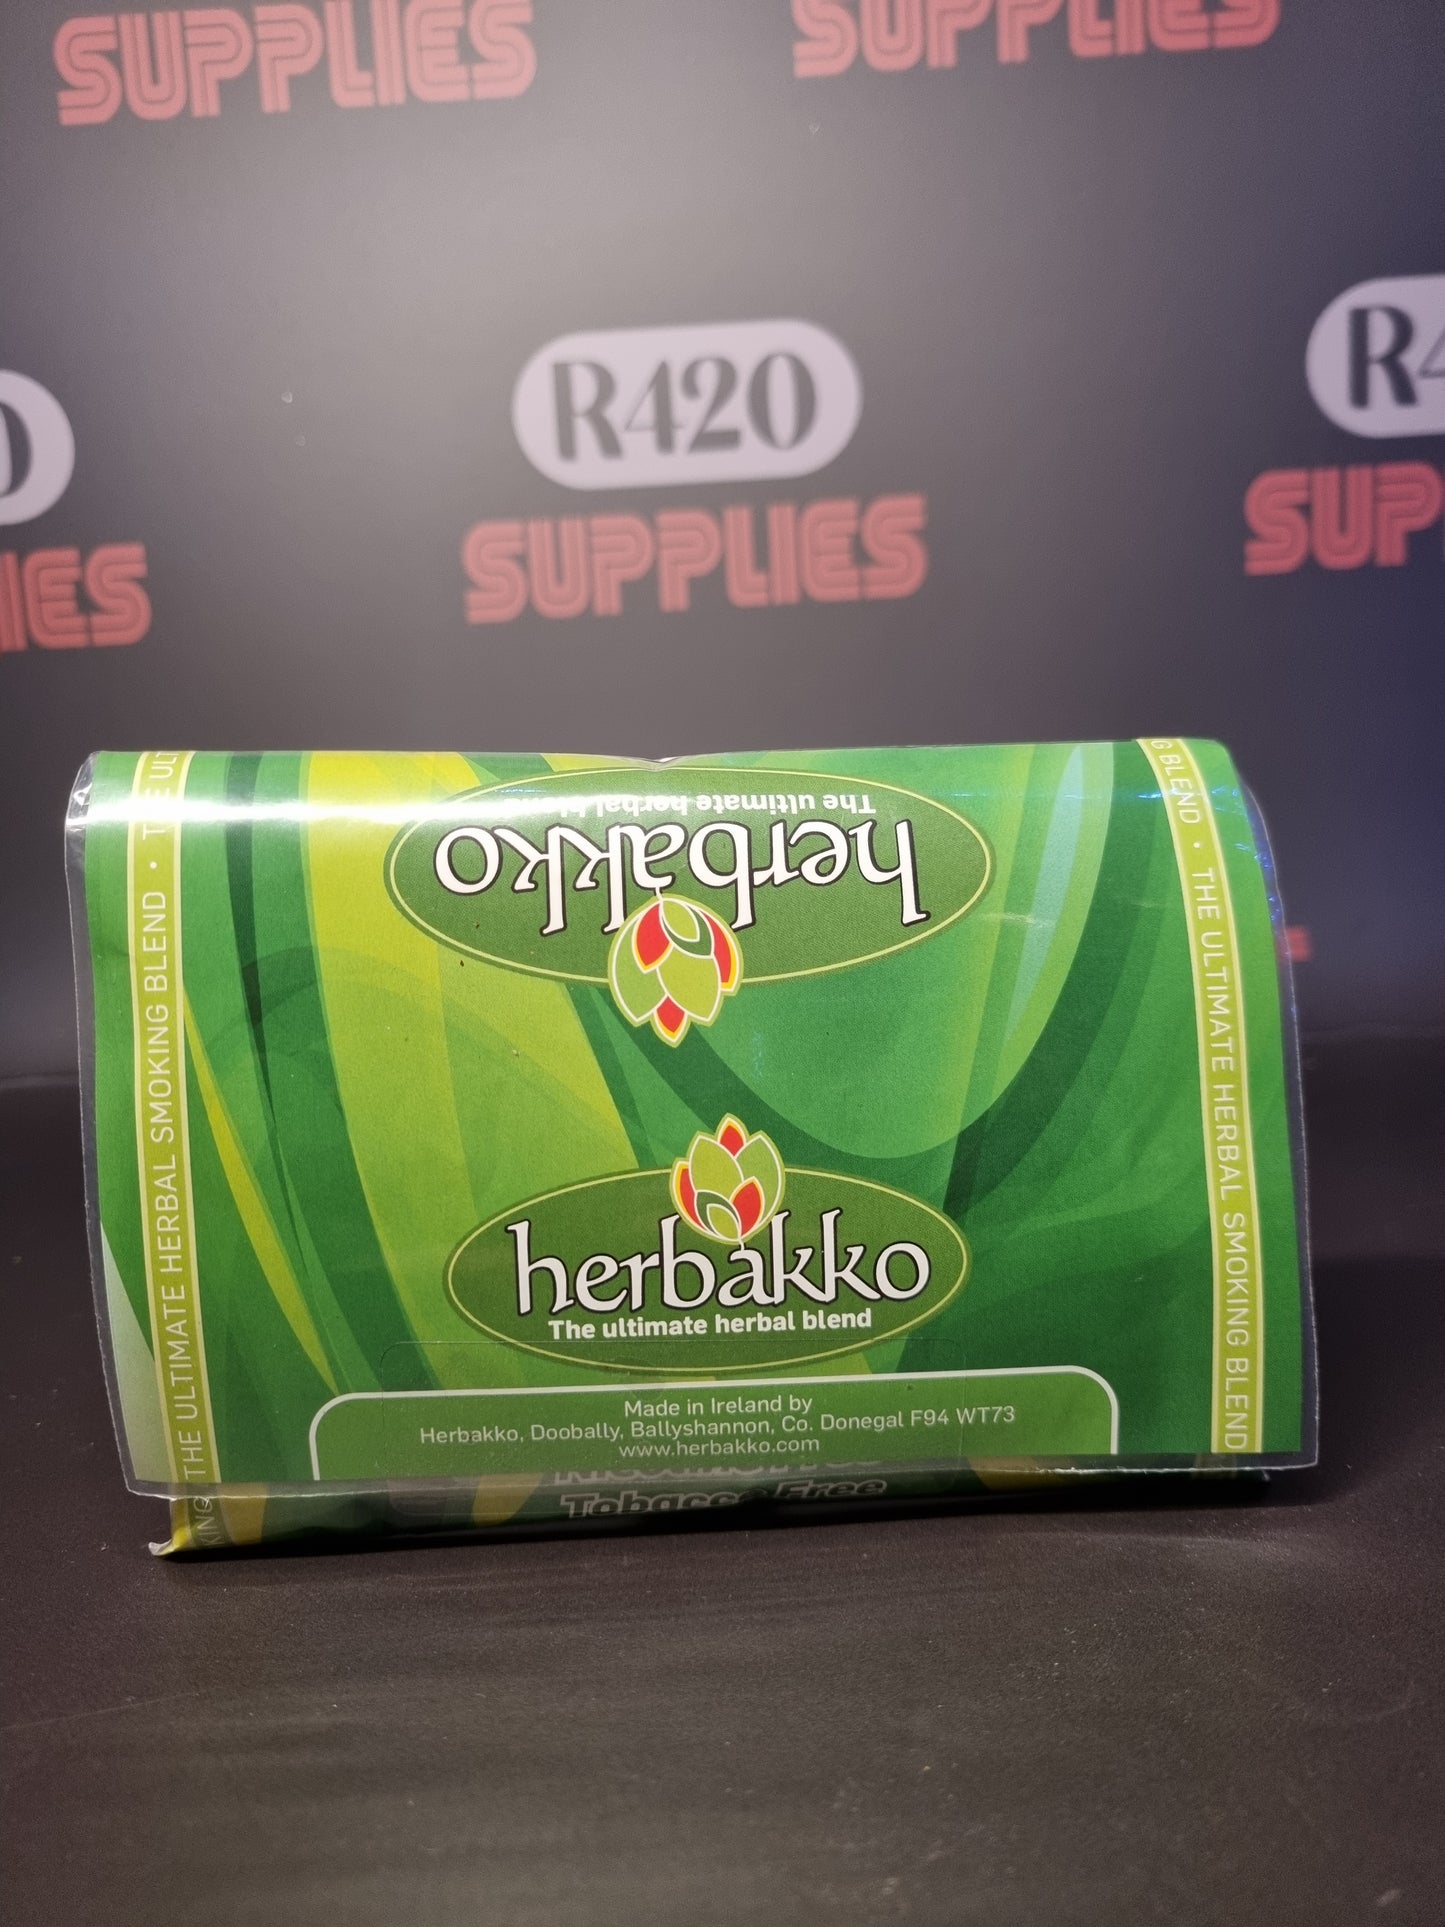 SUPPLIES
SUPPLIES
R420
SUPPLIES
IES
SUP
herbakko
The ultimate herbal
THE ULTIMATE HERBAL SMOKING BLEND •
BLEND • THE ULTIMATE HERBAL SMOKING BLEND
herbakko
The ultimate herbal blend
Made in Ireland by
Herbakko, Doobally, Ballyshannon, Co. Donegal F94 WT73
www.herbakko.com
Tobacco Free